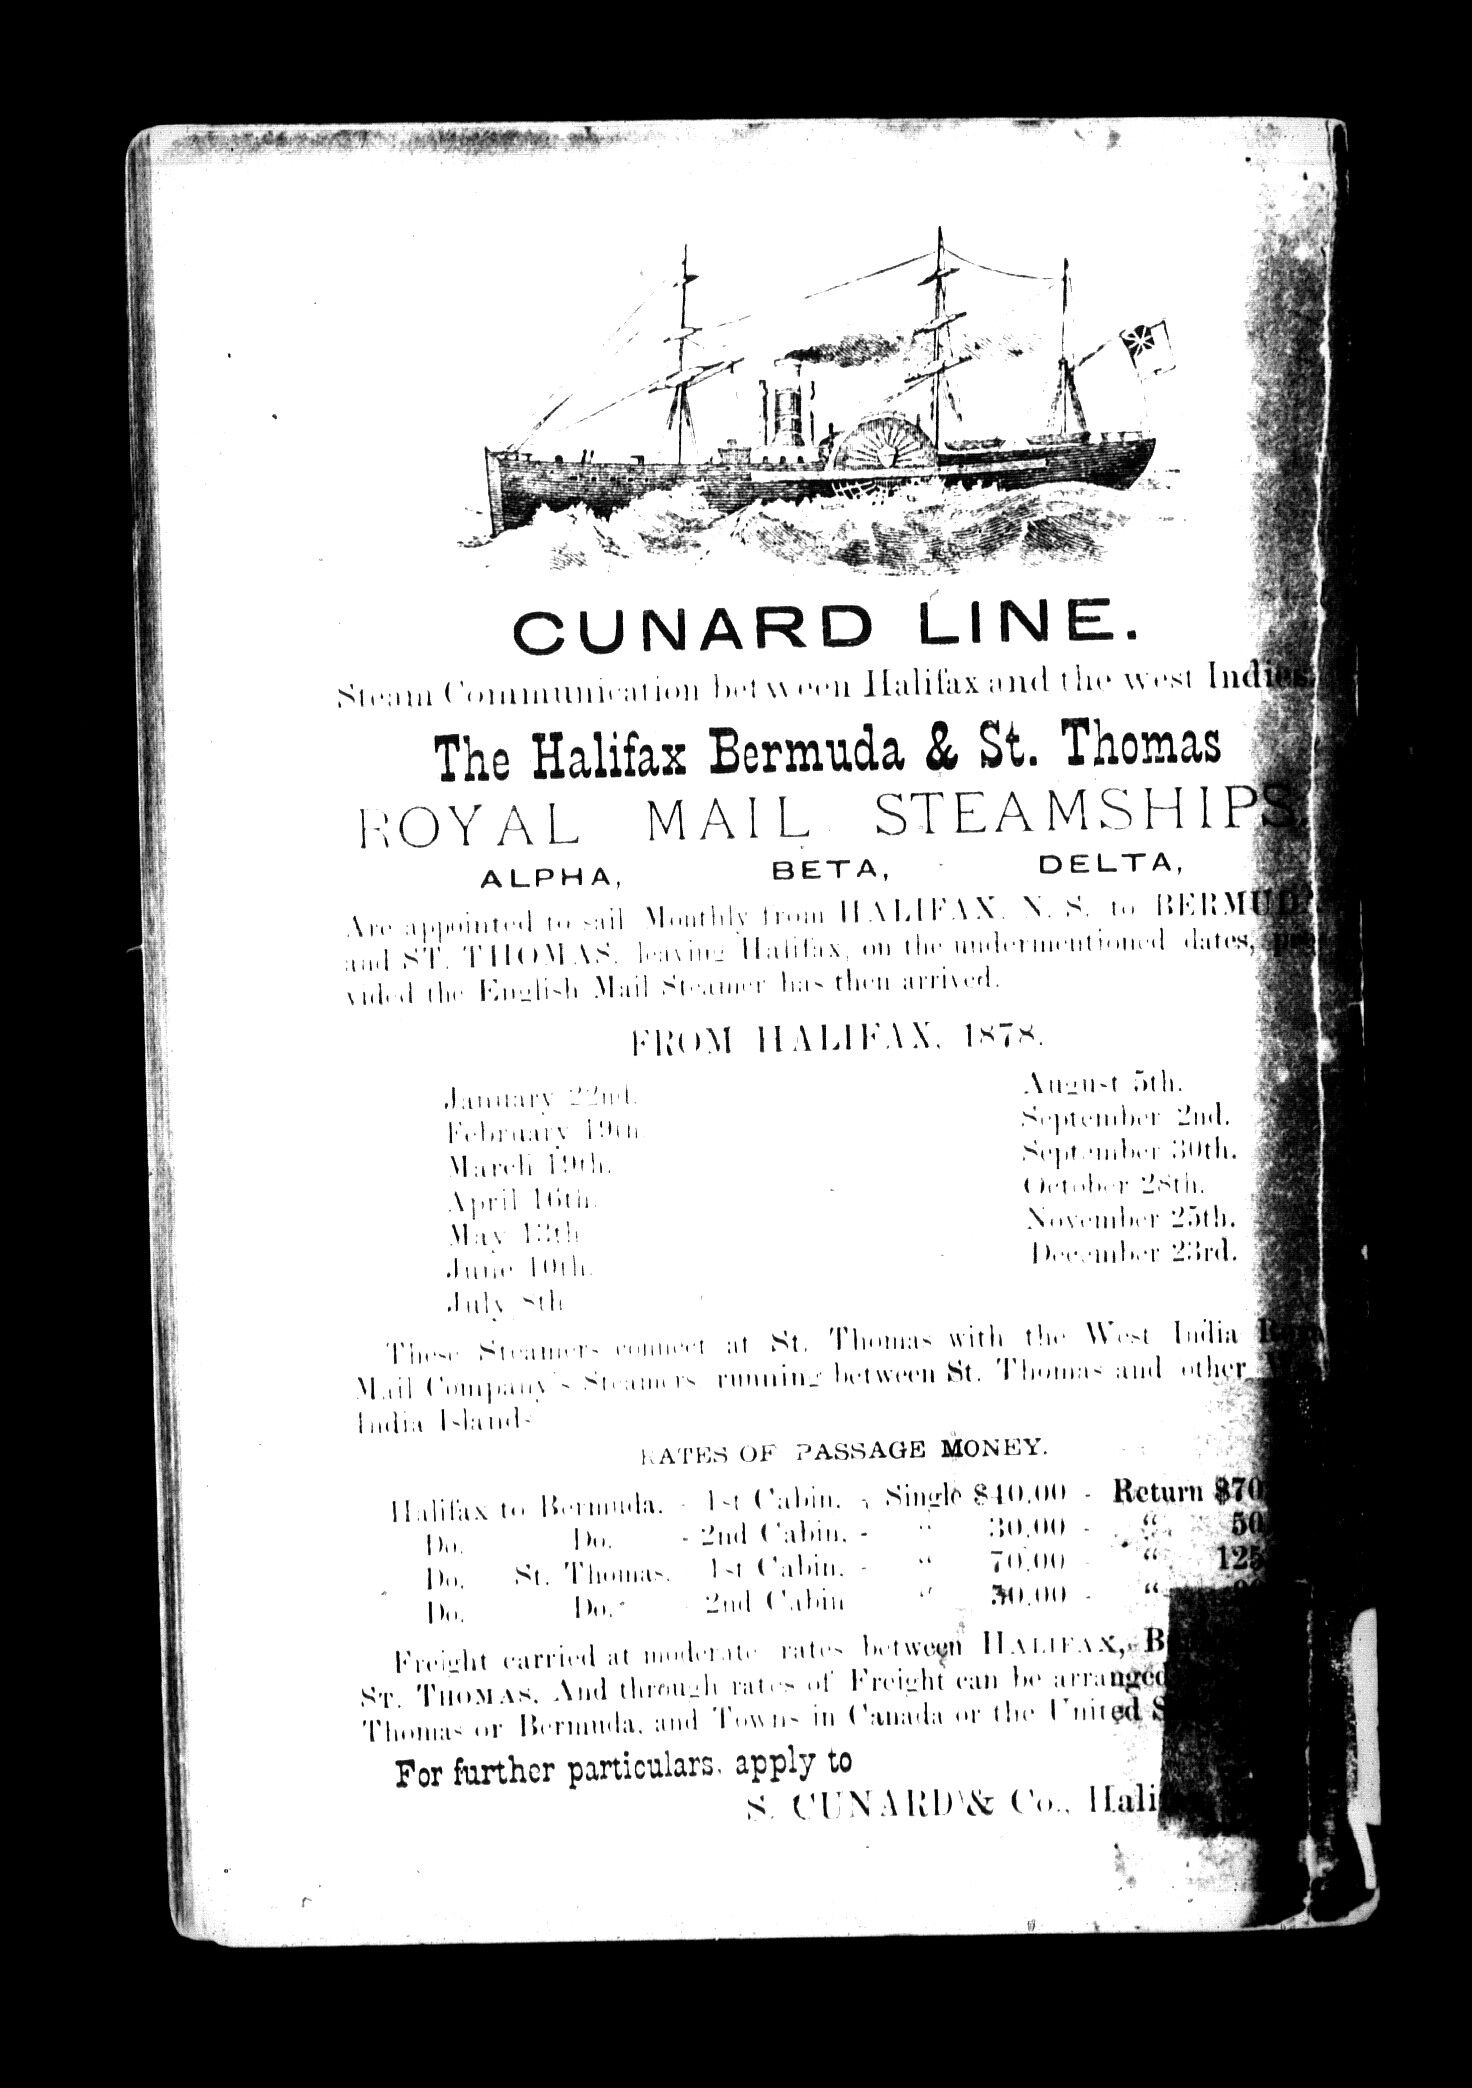 CUNARD LINE.
Steam Communication between Halifax and the west Indies.
The Halifax Bermuda & St. Thomas
ROYAL MAIL STEAMSHIPS.
ALPHA, BETA, DELTA,
Are appointed to sail Monthly from HALIFAX, N. S. to BERMUDA
and ST. THOMAS, leaving Halifax, on the undermentioned dates, pro-
vided the English Mail Steamer has then arrived.
FROM HALIFAX, 1878.
January 22nd.
February 19th.
March 19th.
April 16th.
May 13th
June 10th.
July 8th
August 5th.
September 2nd.
September 30th.
October 28th.
November 25th.
December 23rd.
These Steamers connect at St. Thomas with the West India Royal
Mail Company's Steamers running between St. Thomas and other
India Islands
RATES OF PASSAGE MONEY.
Halifax to Bermuda. - 1st Cabin. - Single $40.00 - Return $70
Do. Do. - 2nd Cabin. - " 30.00 - " 50
Do. St. Thomas. 1st Cabin. - " 70.00 - " 125
Do. Do. 2nd Cabin " 50.00 - "
Freight carried at moderate rates between HALIFAX,
ST. THOMAS. And through rates of Freight can be arranged
Thomas or Bermuda, and Towns in Canada or the United
For further particulars, apply to
S. CUNARD & Co., Halifax